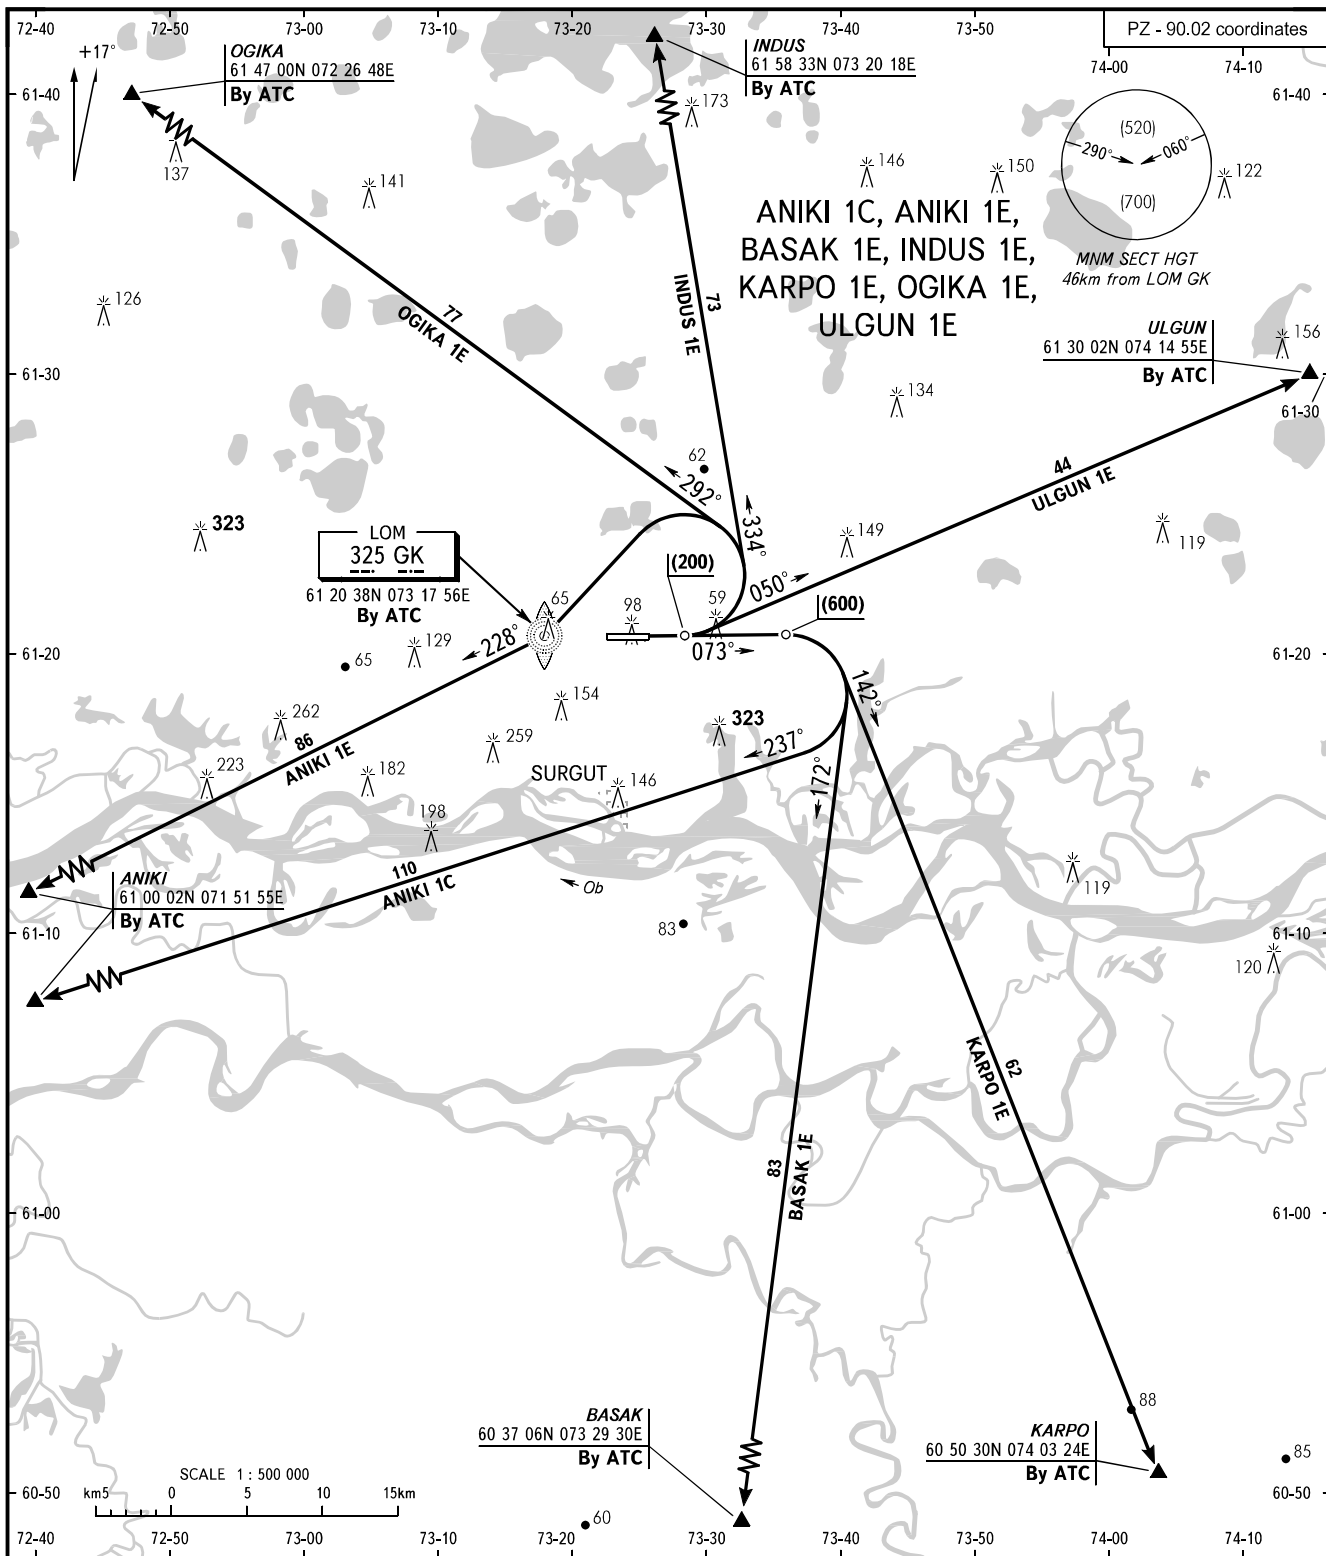 72-40
72-50
73-00
73-10
73-20
73-30
73-40
73-50
PZ - 90.02 coordinates
74-00
74-10
+17°
OGIKA
61 47 00N 072 26 48E
By ATC
INDUS
61 58 33N 073 20 18E
By ATC
61-40
61-40
173
137
141
146
150
122
(520)
290°
060°
(700)
MNM SECT HGT
46km from LOM GK
ANIKI 1C, ANIKI 1E,
BASAK 1E, INDUS 1E,
KARPO 1E, OGIKA 1E,
ULGUN 1E
126
77
OGIKA 1E
73
INDUS 1E
ULGUN
61 30 02N 074 14 55E
By ATC
156
61-30
61-30
134
62
292°
334°
44
ULGUN 1E
323
149
119
LOM
325 GK
61 20 38N 073 17 56E
By ATC
(200)
050°
(600)
65
98
59
228°
129
65
073°
61-20
61-20
142°
154
262
259
323
237°
172°
86
ANIKI 1E
223
182
SURGUT
146
198
110
ANIKI 1C
Ob
119
ANIKI
61 00 02N 071 51 55E
By ATC
83
61-10
61-10
120
62
KARPO 1E
83
BASAK 1E
61-00
61-00
88
BASAK
60 37 06N 073 29 30E
By ATC
KARPO
60 50 30N 074 03 24E
By ATC
85
SCALE 1 : 500 000
km5
0
5
10
15km
60-50
60-50
60
72-40
72-50
73-00
73-10
73-20
73-30
73-40
73-50
74-00
74-10